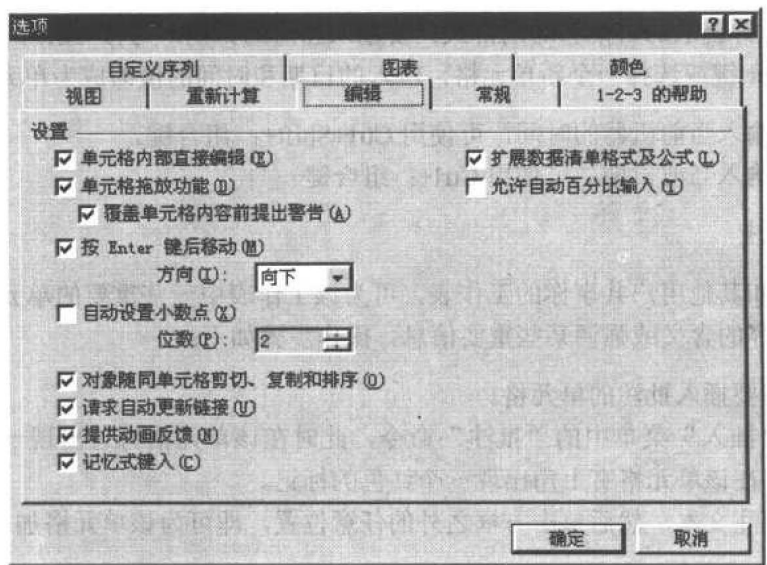 选项
自定义序列 图表 颜色
视图 重新计算 编辑 常规 1-2-3 的帮助
设置
单元格内部直接编辑(E) 扩展数据清单格式及公式(L)
单元格拖放功能(D) 允许自动百分比输入(T)
覆盖单元格内容前提出警告(A)
按 Enter 键后移动(M)
方向(I): 向下
自动设置小数点(X)
位数(P): 2
对象随同单元格剪切、复制和排序(O)
请求自动更新链接(U)
提供动画反馈(N)
记忆式键入(C)
确定 取消